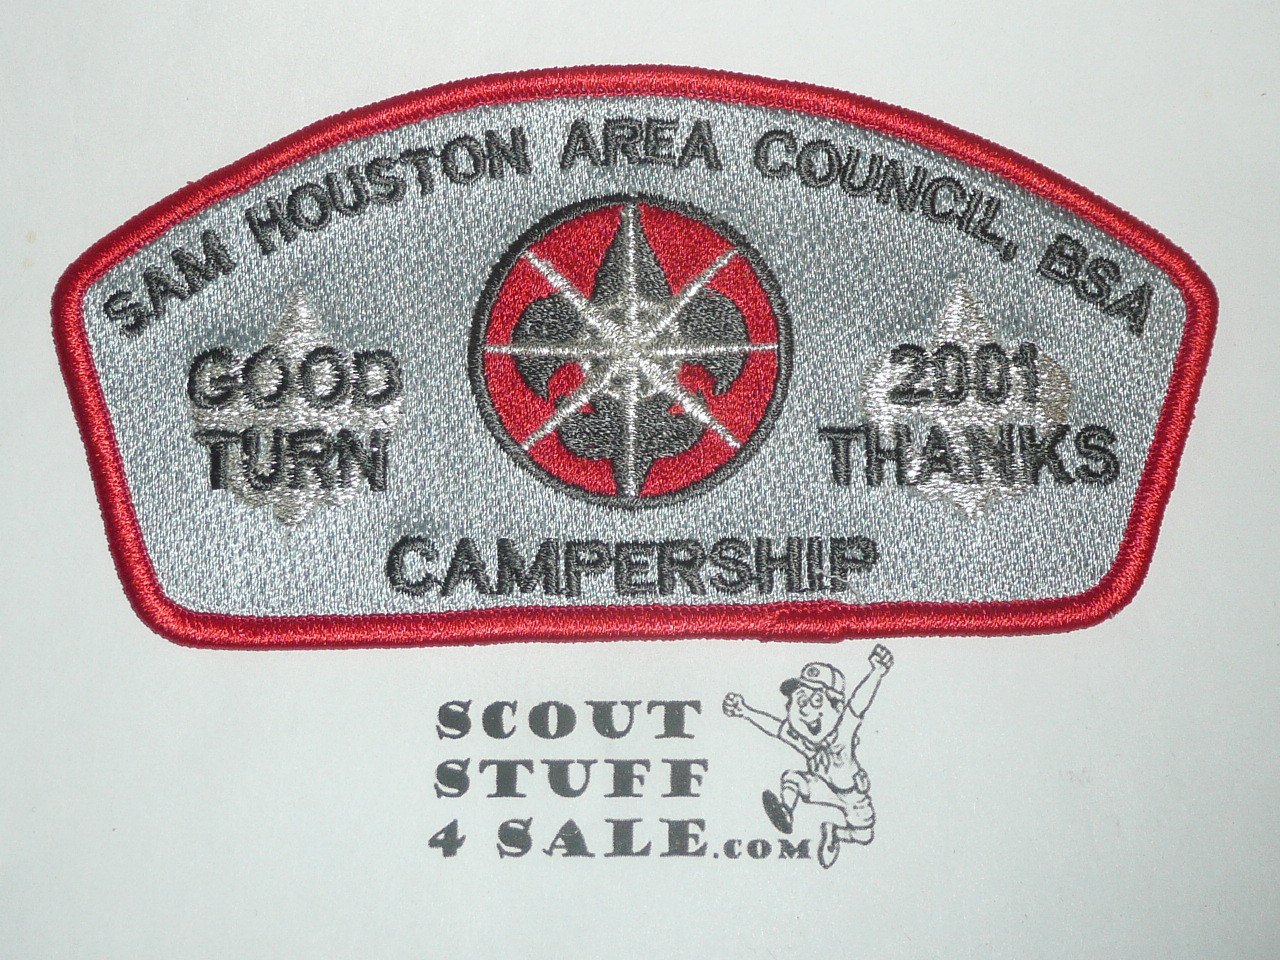 SAM HOUSTON AREA COUNCIL, BSA
GOOD
TURN
2001
THANKS
CAMPERSHIP
SCOUT
STUFF
4 SALE.COM